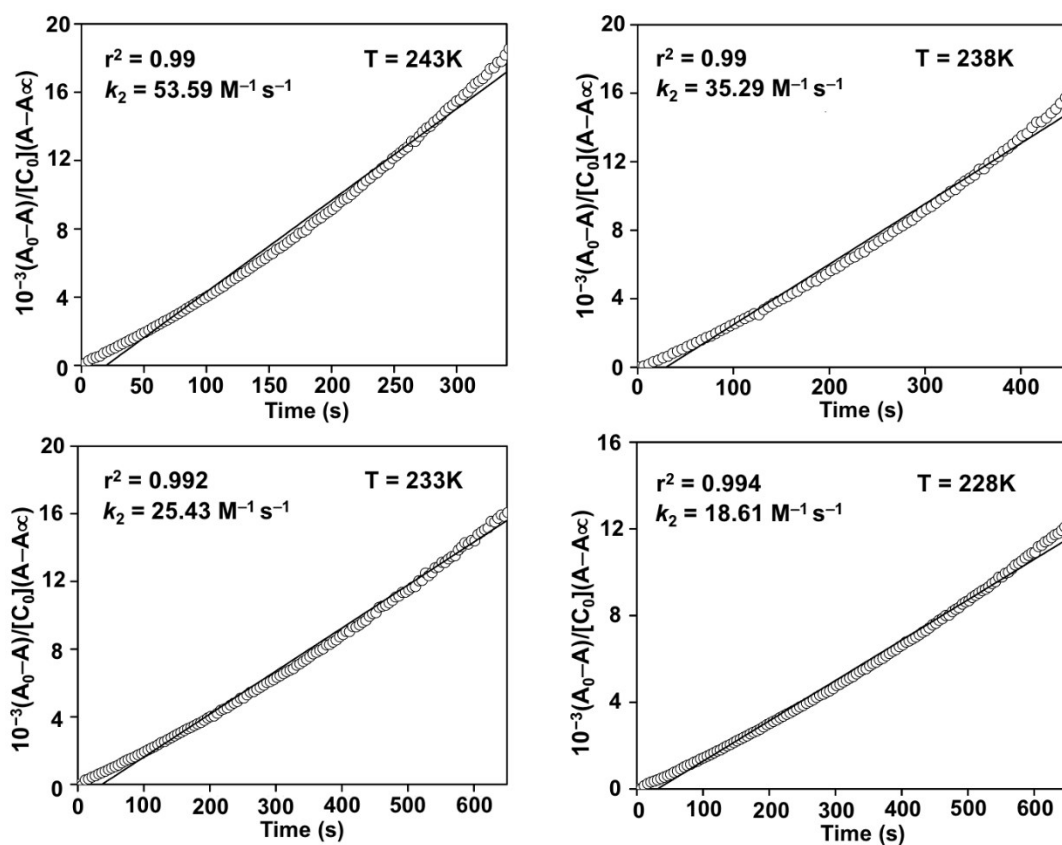 20
16
12
8
4
0
10⁻³(A₀−A)/[C₀](A−A∝)
r² = 0.99
k₂ = 53.59 M⁻¹ s⁻¹
T = 243K
0 50 100 150 200 250 300
Time (s)
20
16
12
8
4
0
10⁻³(A₀−A)/[C₀](A−A∝)
r² = 0.99
k₂ = 35.29 M⁻¹ s⁻¹
T = 238K
0 100 200 300 400
Time (s)
20
16
12
8
4
0
10⁻³(A₀−A)/[C₀](A−A∝)
r² = 0.992
k₂ = 25.43 M⁻¹ s⁻¹
T = 233K
0 100 200 300 400 500 600
Time (s)
16
12
8
4
0
10⁻³(A₀−A)/[C₀](A−A∝)
r² = 0.994
k₂ = 18.61 M⁻¹ s⁻¹
T = 228K
0 100 200 300 400 500 600
Time (s)